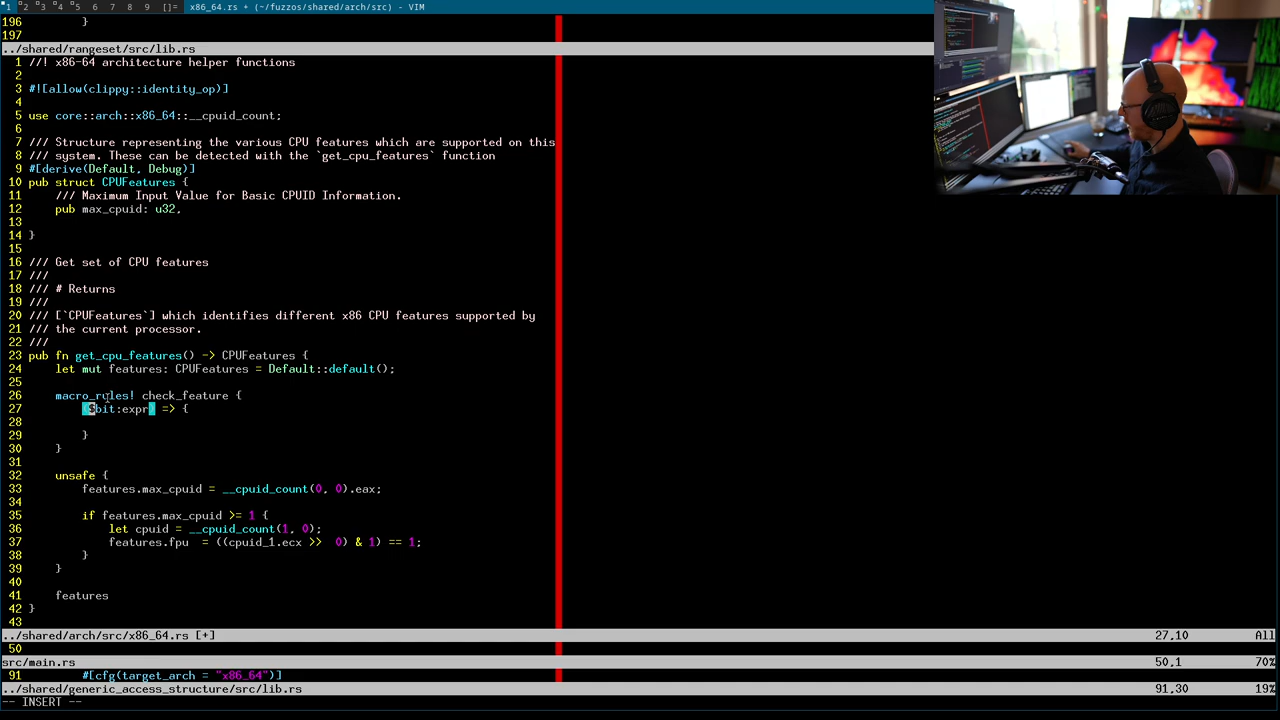 1 2 3 4 5 6 7 8 9 []= x86_64.rs + (~/fuzzos/shared/arch/src) - VIM
196         }
197
../shared/rangeset/src/lib.rs
1 //! x86-64 architecture helper functions
2
3 #![allow(clippy::identity_op)]
4
5 use core::arch::x86_64::__cpuid_count;
6
7 /// Structure representing the various CPU features which are supported on this
8 /// system. These can be detected with the `get_cpu_features` function
9 #[derive(Default, Debug)]
10 pub struct CPUFeatures {
11     /// Maximum Input Value for Basic CPUID Information.
12     pub max_cpuid: u32,
13
14 }
15
16 /// Get set of CPU features
17 ///
18 /// # Returns
19 ///
20 /// [`CPUFeatures`] which identifies different x86 CPU features supported by
21 /// the current processor.
22 ///
23 pub fn get_cpu_features() -> CPUFeatures {
24     let mut features: CPUFeatures = Default::default();
25
26     macro_rules! check_feature {
27         ($bit:expr) => {
28
29         }
30     }
31
32     unsafe {
33         features.max_cpuid = __cpuid_count(0, 0).eax;
34
35         if features.max_cpuid >= 1 {
36             let cpuid = __cpuid_count(1, 0);
37             features.fpu  = ((cpuid_1.ecx >>  0) & 1) == 1;
38         }
39     }
40
41     features
42 }
43
../shared/arch/src/x86_64.rs [+] 27,10 All
50
src/main.rs 50,1 70%
91         #[cfg(target_arch = "x86_64")]
../shared/generic_access_structure/src/lib.rs 91,30 19%
-- INSERT --